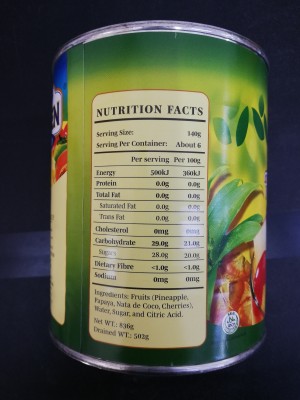 EN
NUTRITION FACTS
Serving Size: 140g
Serving Per Container: About 6
Per serving Per 100g
Energy 500kJ 360kJ
Protein 0.0g 0.0g
Total Fat 0.0g 0.0g
Saturated Fat 0.0g 0.0g
Trans Fat 0.0g 0.0g
Cholesterol 0mg 0mg
Carbohydrate 29.0g 21.0g
Sugars 28.0g 20.0g
Dietary Fibre <1.0g <1.0g
Sodium 0mg 0mg
Ingredients: Fruits (Pineapple,
Papaya, Nata de Coco, Cherries),
Water, Sugar, and Citric Acid.
Net WT.: 836g
Drained WT.: 502g